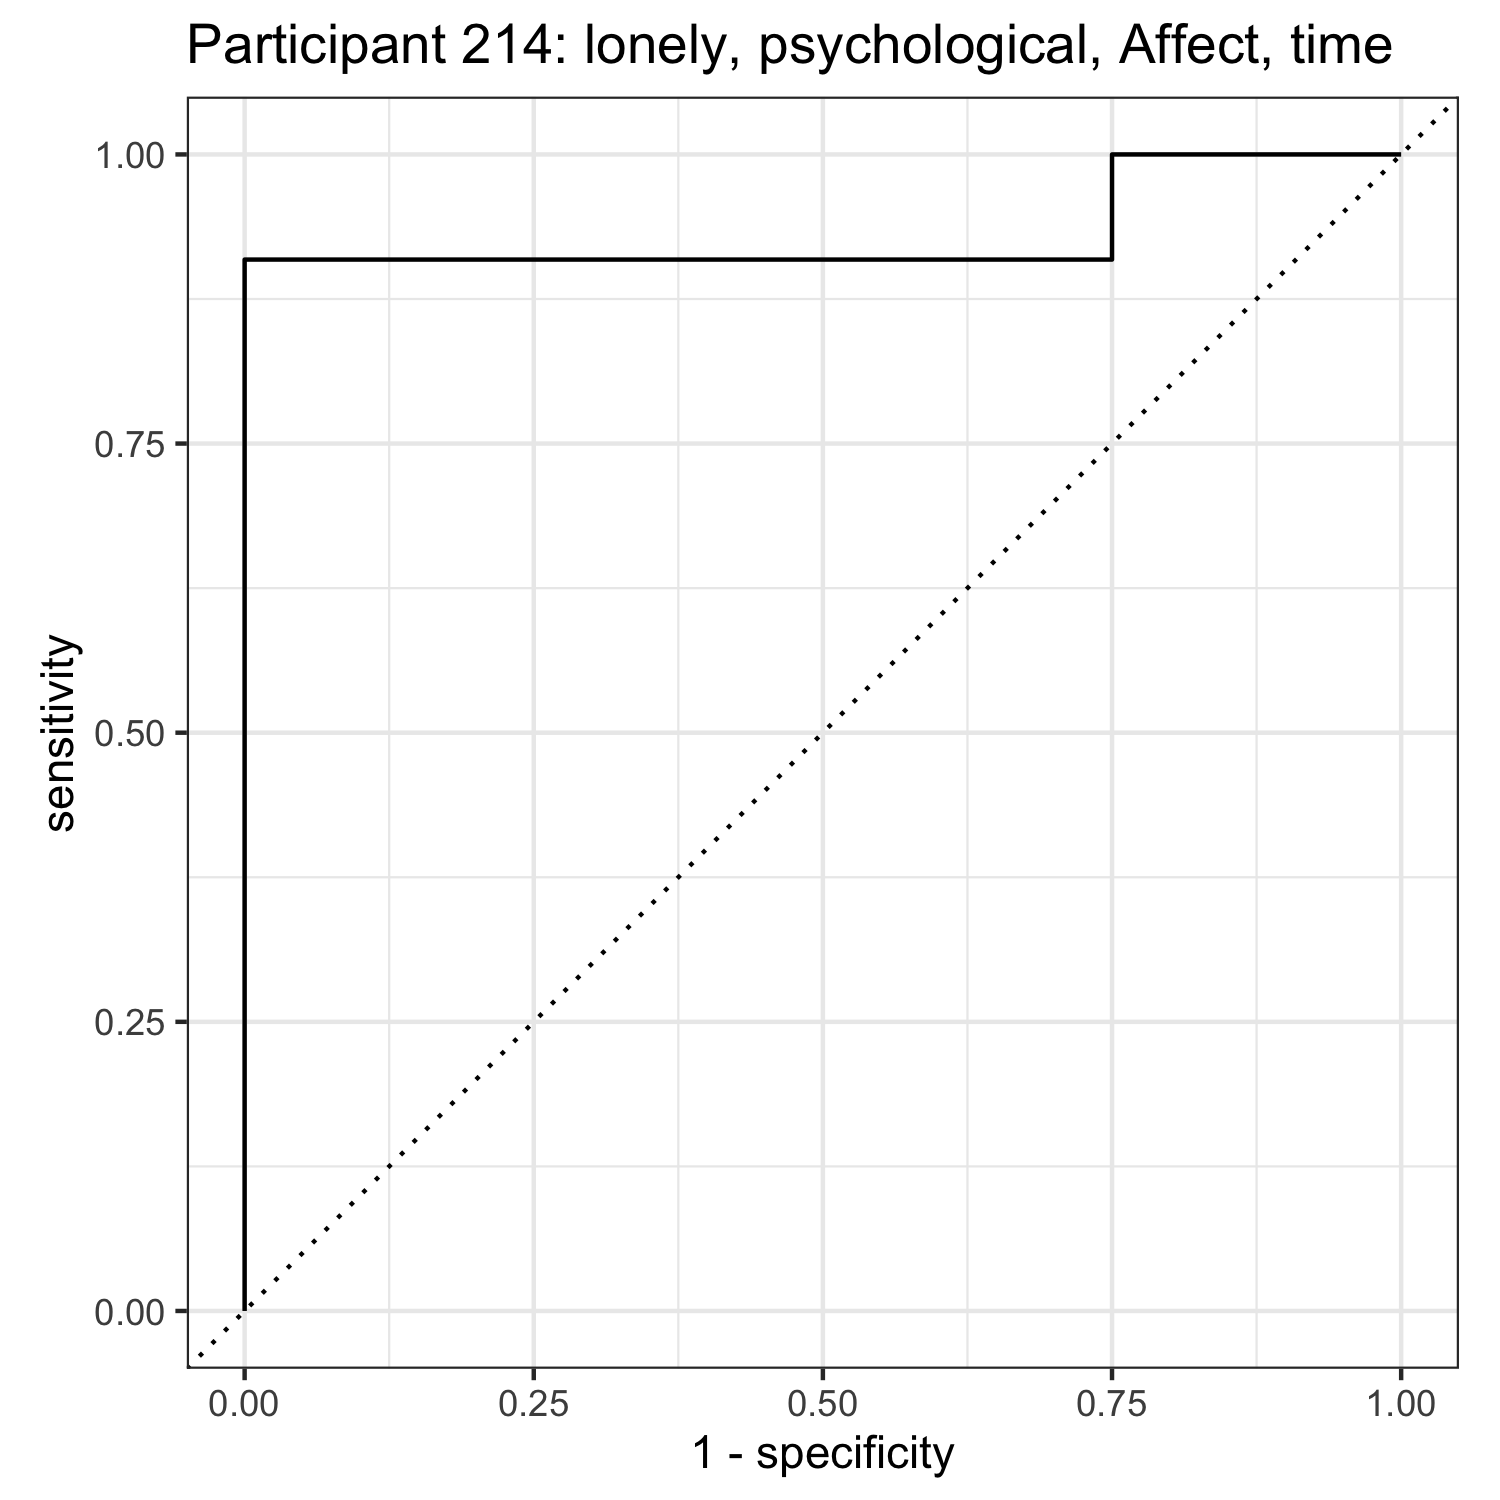 Participant 214: lonely, psychological, Affect, time
1.00
0.75
0.50
0.25
0.00
sensitivity
0.00 0.25 0.50 0.75 1.00
1 - specificity